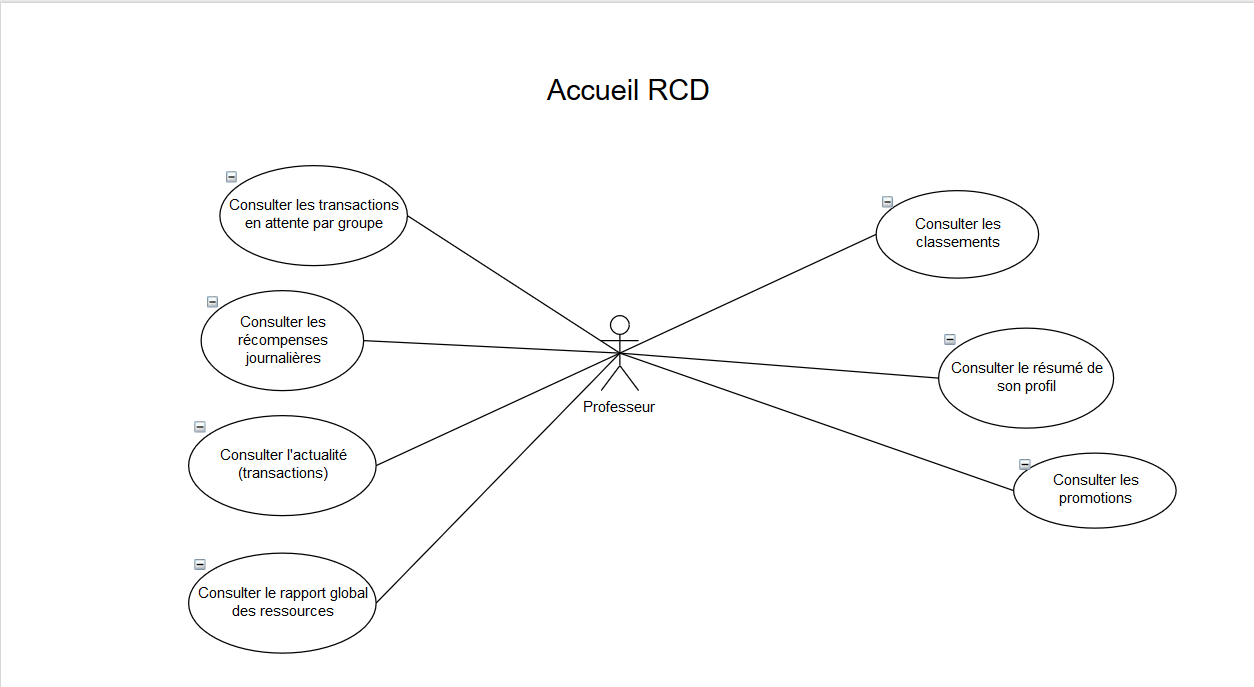 Accueil RCD
Consulter les transactions
en attente par groupe
Consulter les
récompenses
journalières
Consulter l'actualité
(transactions)
Consulter le rapport global
des ressources
Professeur
Consulter les
classements
Consulter le résumé de
son profil
Consulter les
promotions